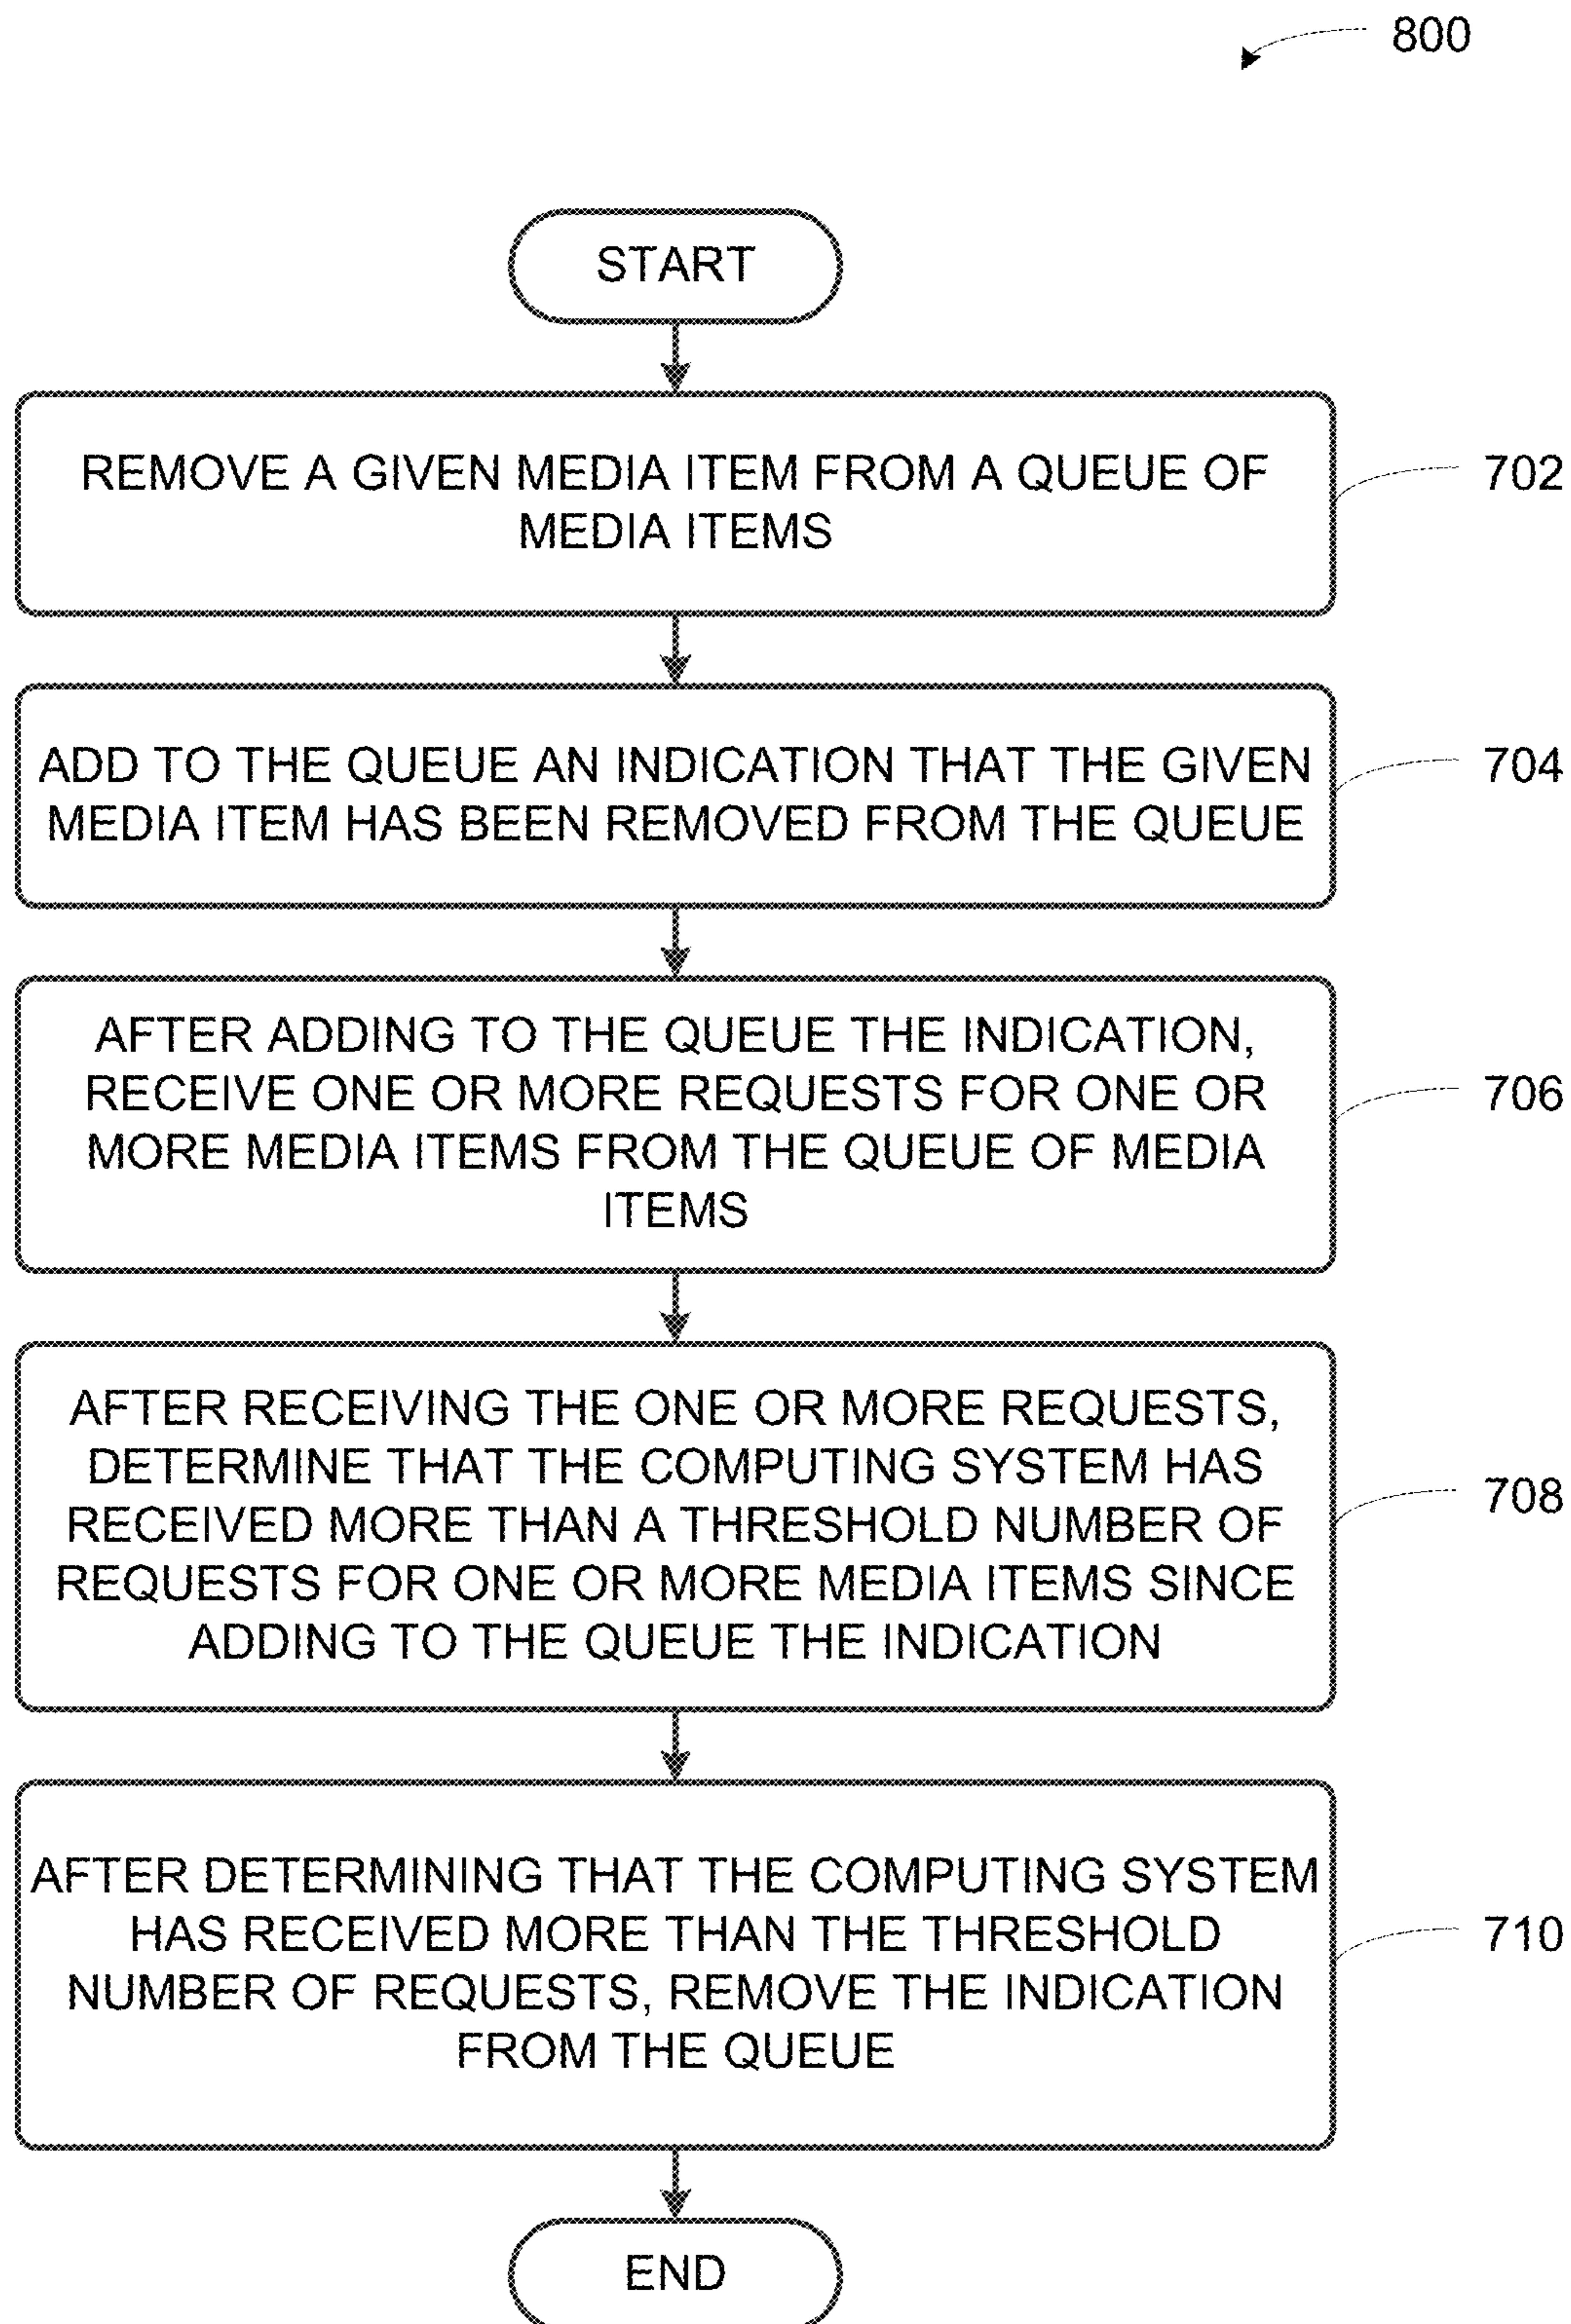 800
START
REMOVE A GIVEN MEDIA ITEM FROM A QUEUE OF
MEDIA ITEMS
702
ADD TO THE QUEUE AN INDICATION THAT THE GIVEN
MEDIA ITEM HAS BEEN REMOVED FROM THE QUEUE
704
AFTER ADDING TO THE QUEUE THE INDICATION,
RECEIVE ONE OR MORE REQUESTS FOR ONE OR
MORE MEDIA ITEMS FROM THE QUEUE OF MEDIA
ITEMS
706
AFTER RECEIVING THE ONE OR MORE REQUESTS,
DETERMINE THAT THE COMPUTING SYSTEM HAS
RECEIVED MORE THAN A THRESHOLD NUMBER OF
REQUESTS FOR ONE OR MORE MEDIA ITEMS SINCE
ADDING TO THE QUEUE THE INDICATION
708
AFTER DETERMINING THAT THE COMPUTING SYSTEM
HAS RECEIVED MORE THAN THE THRESHOLD
NUMBER OF REQUESTS, REMOVE THE INDICATION
FROM THE QUEUE
710
END